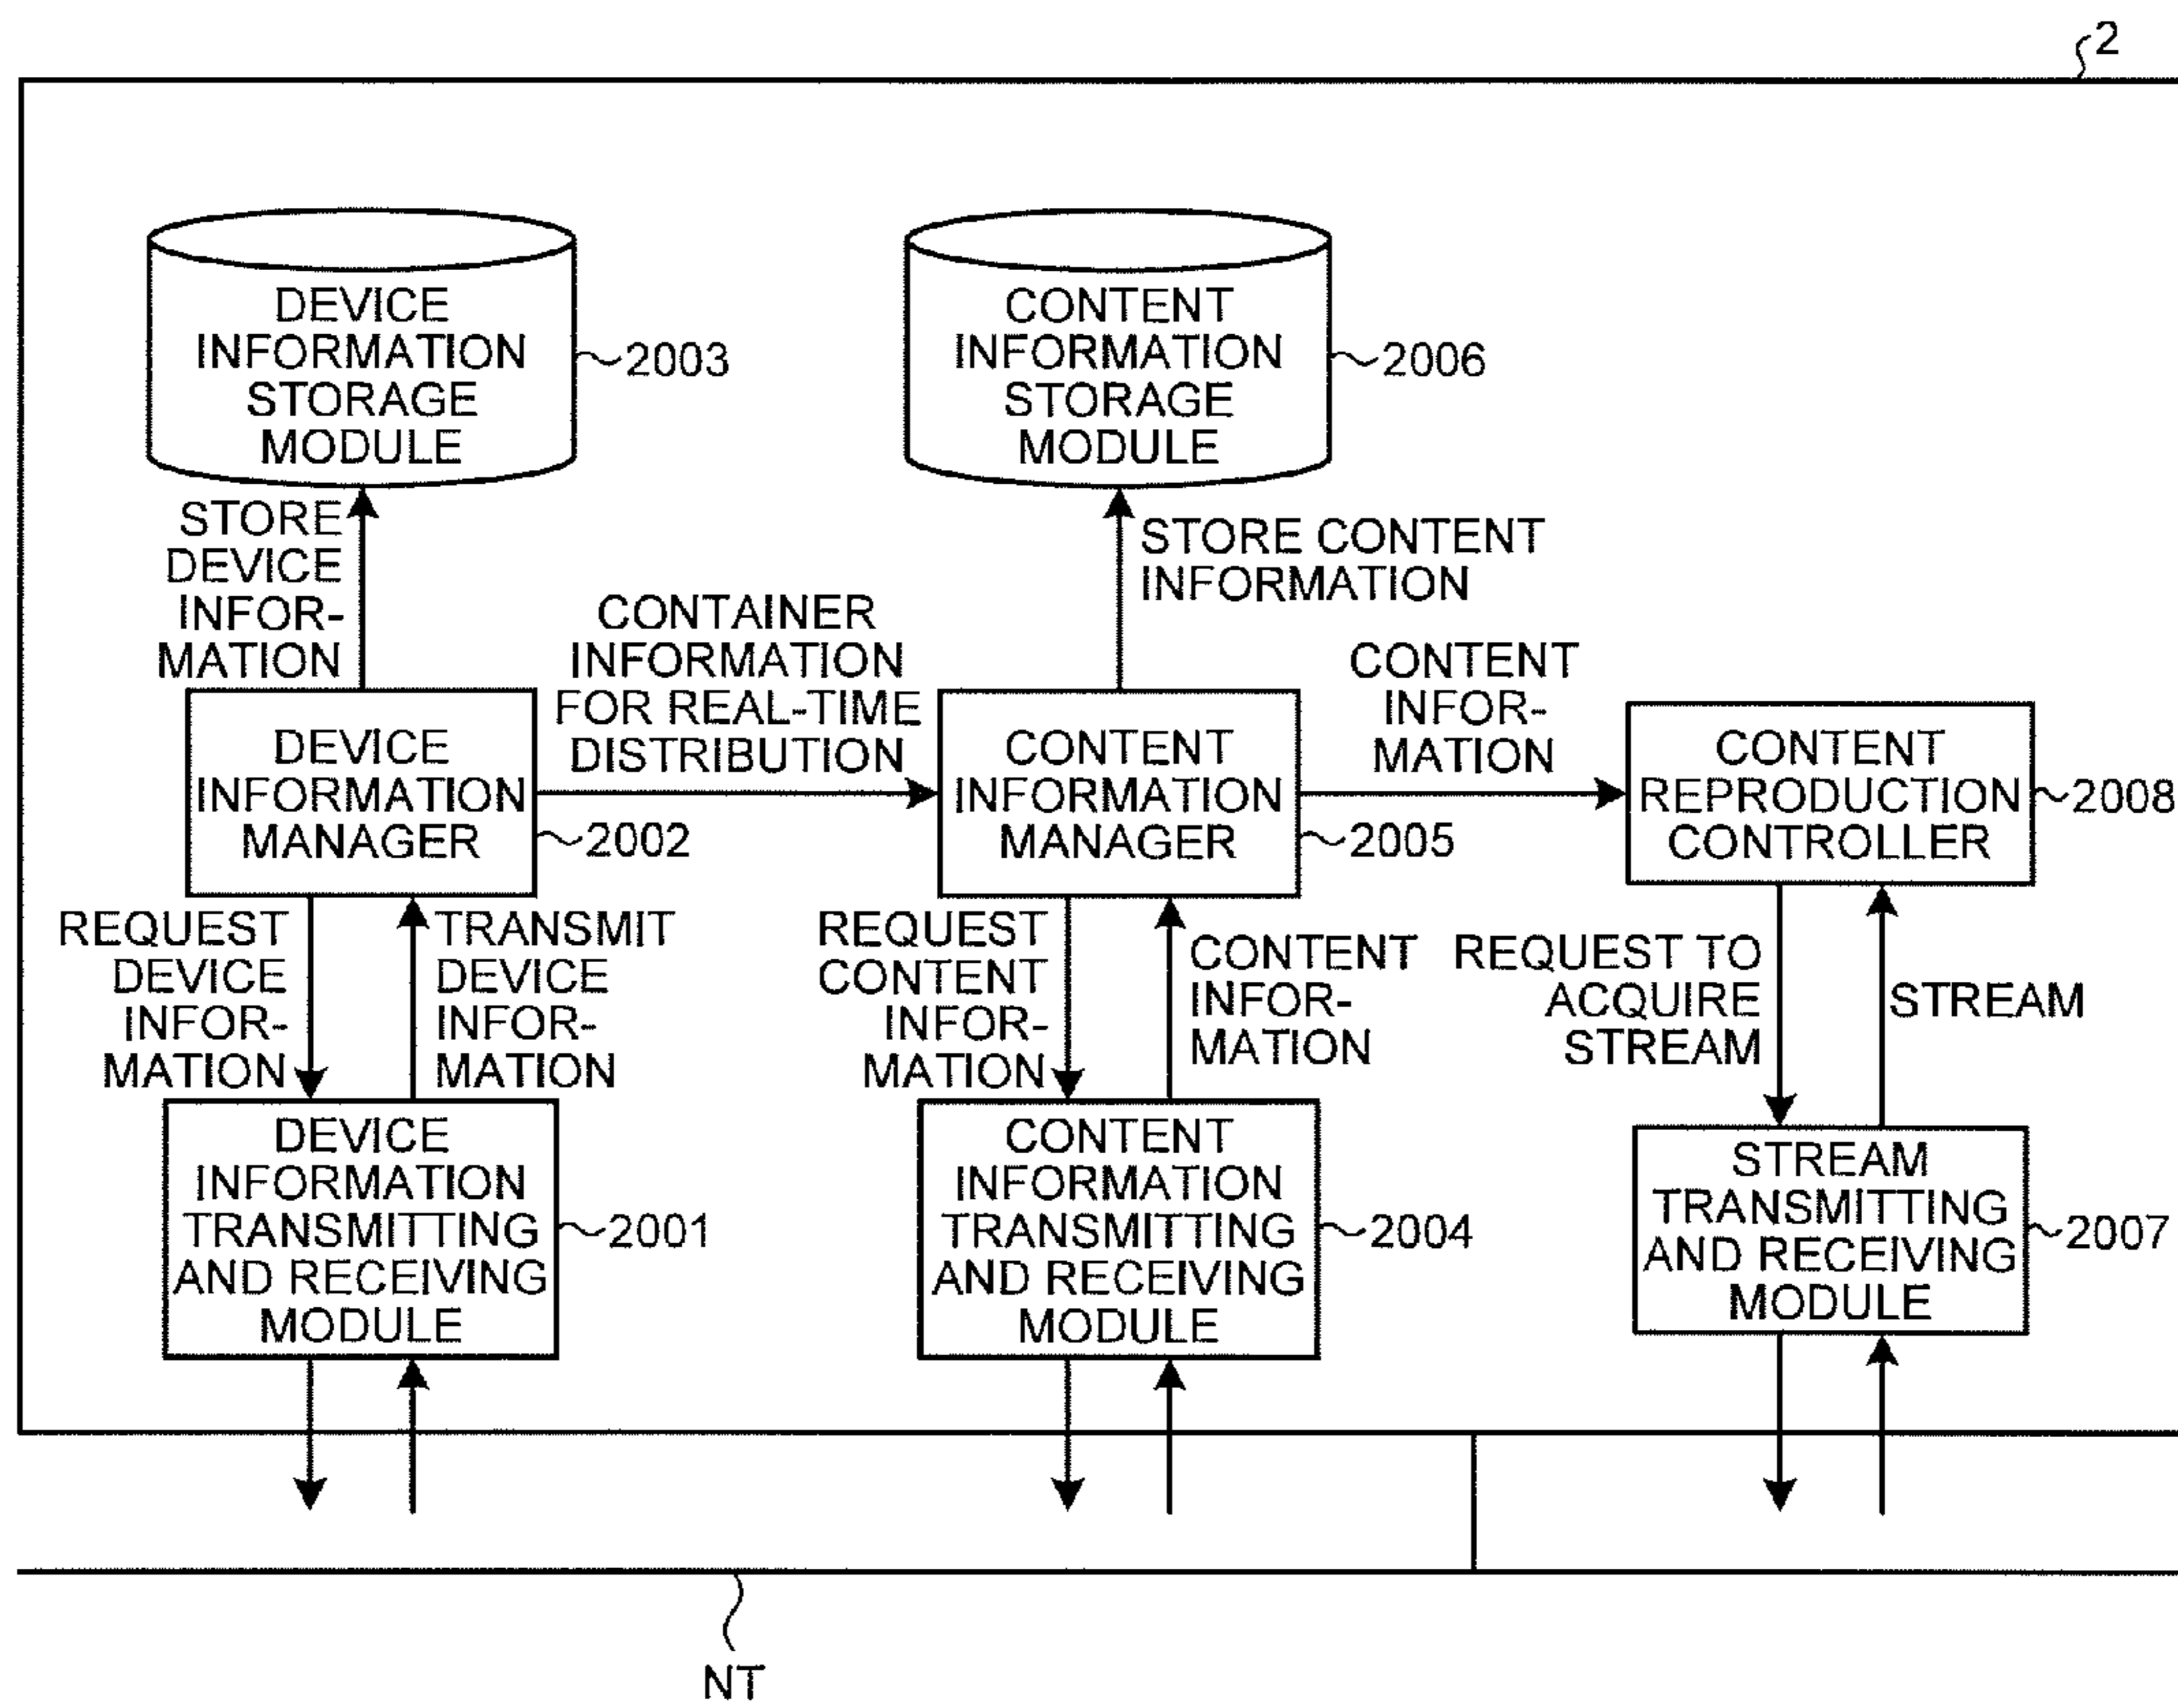 2
DEVICE
INFORMATION
STORAGE
MODULE
2003
CONTENT
INFORMATION
STORAGE
MODULE
2006
STORE
DEVICE
INFOR-
MATION
STORE CONTENT
INFORMATION
CONTAINER
INFORMATION
FOR REAL-TIME
DISTRIBUTION
CONTENT
INFOR-
MATION
DEVICE
INFORMATION
MANAGER
2002
CONTENT
INFORMATION
MANAGER
2005
CONTENT
REPRODUCTION
CONTROLLER
2008
REQUEST
DEVICE
INFOR-
MATION
TRANSMIT
DEVICE
INFOR-
MATION
REQUEST
CONTENT
INFOR-
MATION
CONTENT
INFOR-
MATION
REQUEST TO
ACQUIRE
STREAM
STREAM
DEVICE
INFORMATION
TRANSMITTING
AND RECEIVING
MODULE
2001
CONTENT
INFORMATION
TRANSMITTING
AND RECEIVING
MODULE
2004
STREAM
TRANSMITTING
AND RECEIVING
MODULE
2007
NT